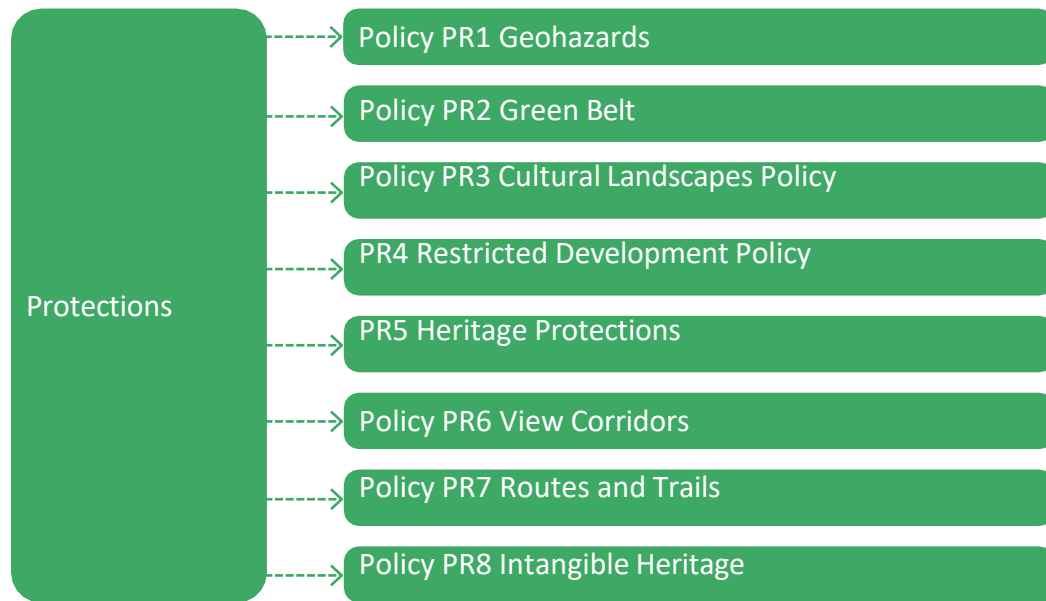 Protections
Policy PR1 Geohazards
Policy PR2 Green Belt
Policy PR3 Cultural Landscapes Policy
PR4 Restricted Development Policy
PR5 Heritage Protections
Policy PR6 View Corridors
Policy PR7 Routes and Trails
Policy PR8 Intangible Heritage